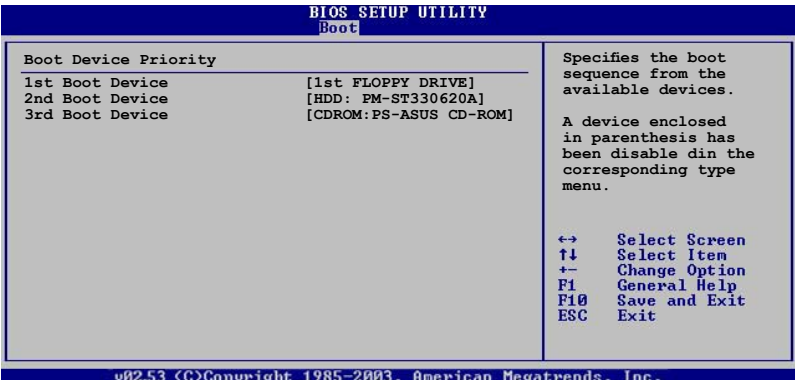 BIOS SETUP UTILITY
Boot
Boot Device Priority
1st Boot Device [1st FLOPPY DRIVE]
2nd Boot Device [HDD: PM-ST330620A]
3rd Boot Device [CDROM:PS-ASUS CD-ROM]
Specifies the boot
sequence from the
available devices.
A device enclosed
in parenthesis has
been disable din the
corresponding type
menu.
←→ Select Screen
↑↓ Select Item
+- Change Option
F1 General Help
F10 Save and Exit
ESC Exit
v02.53 (C)Copyright 1985-2003, American Megatrends, Inc.